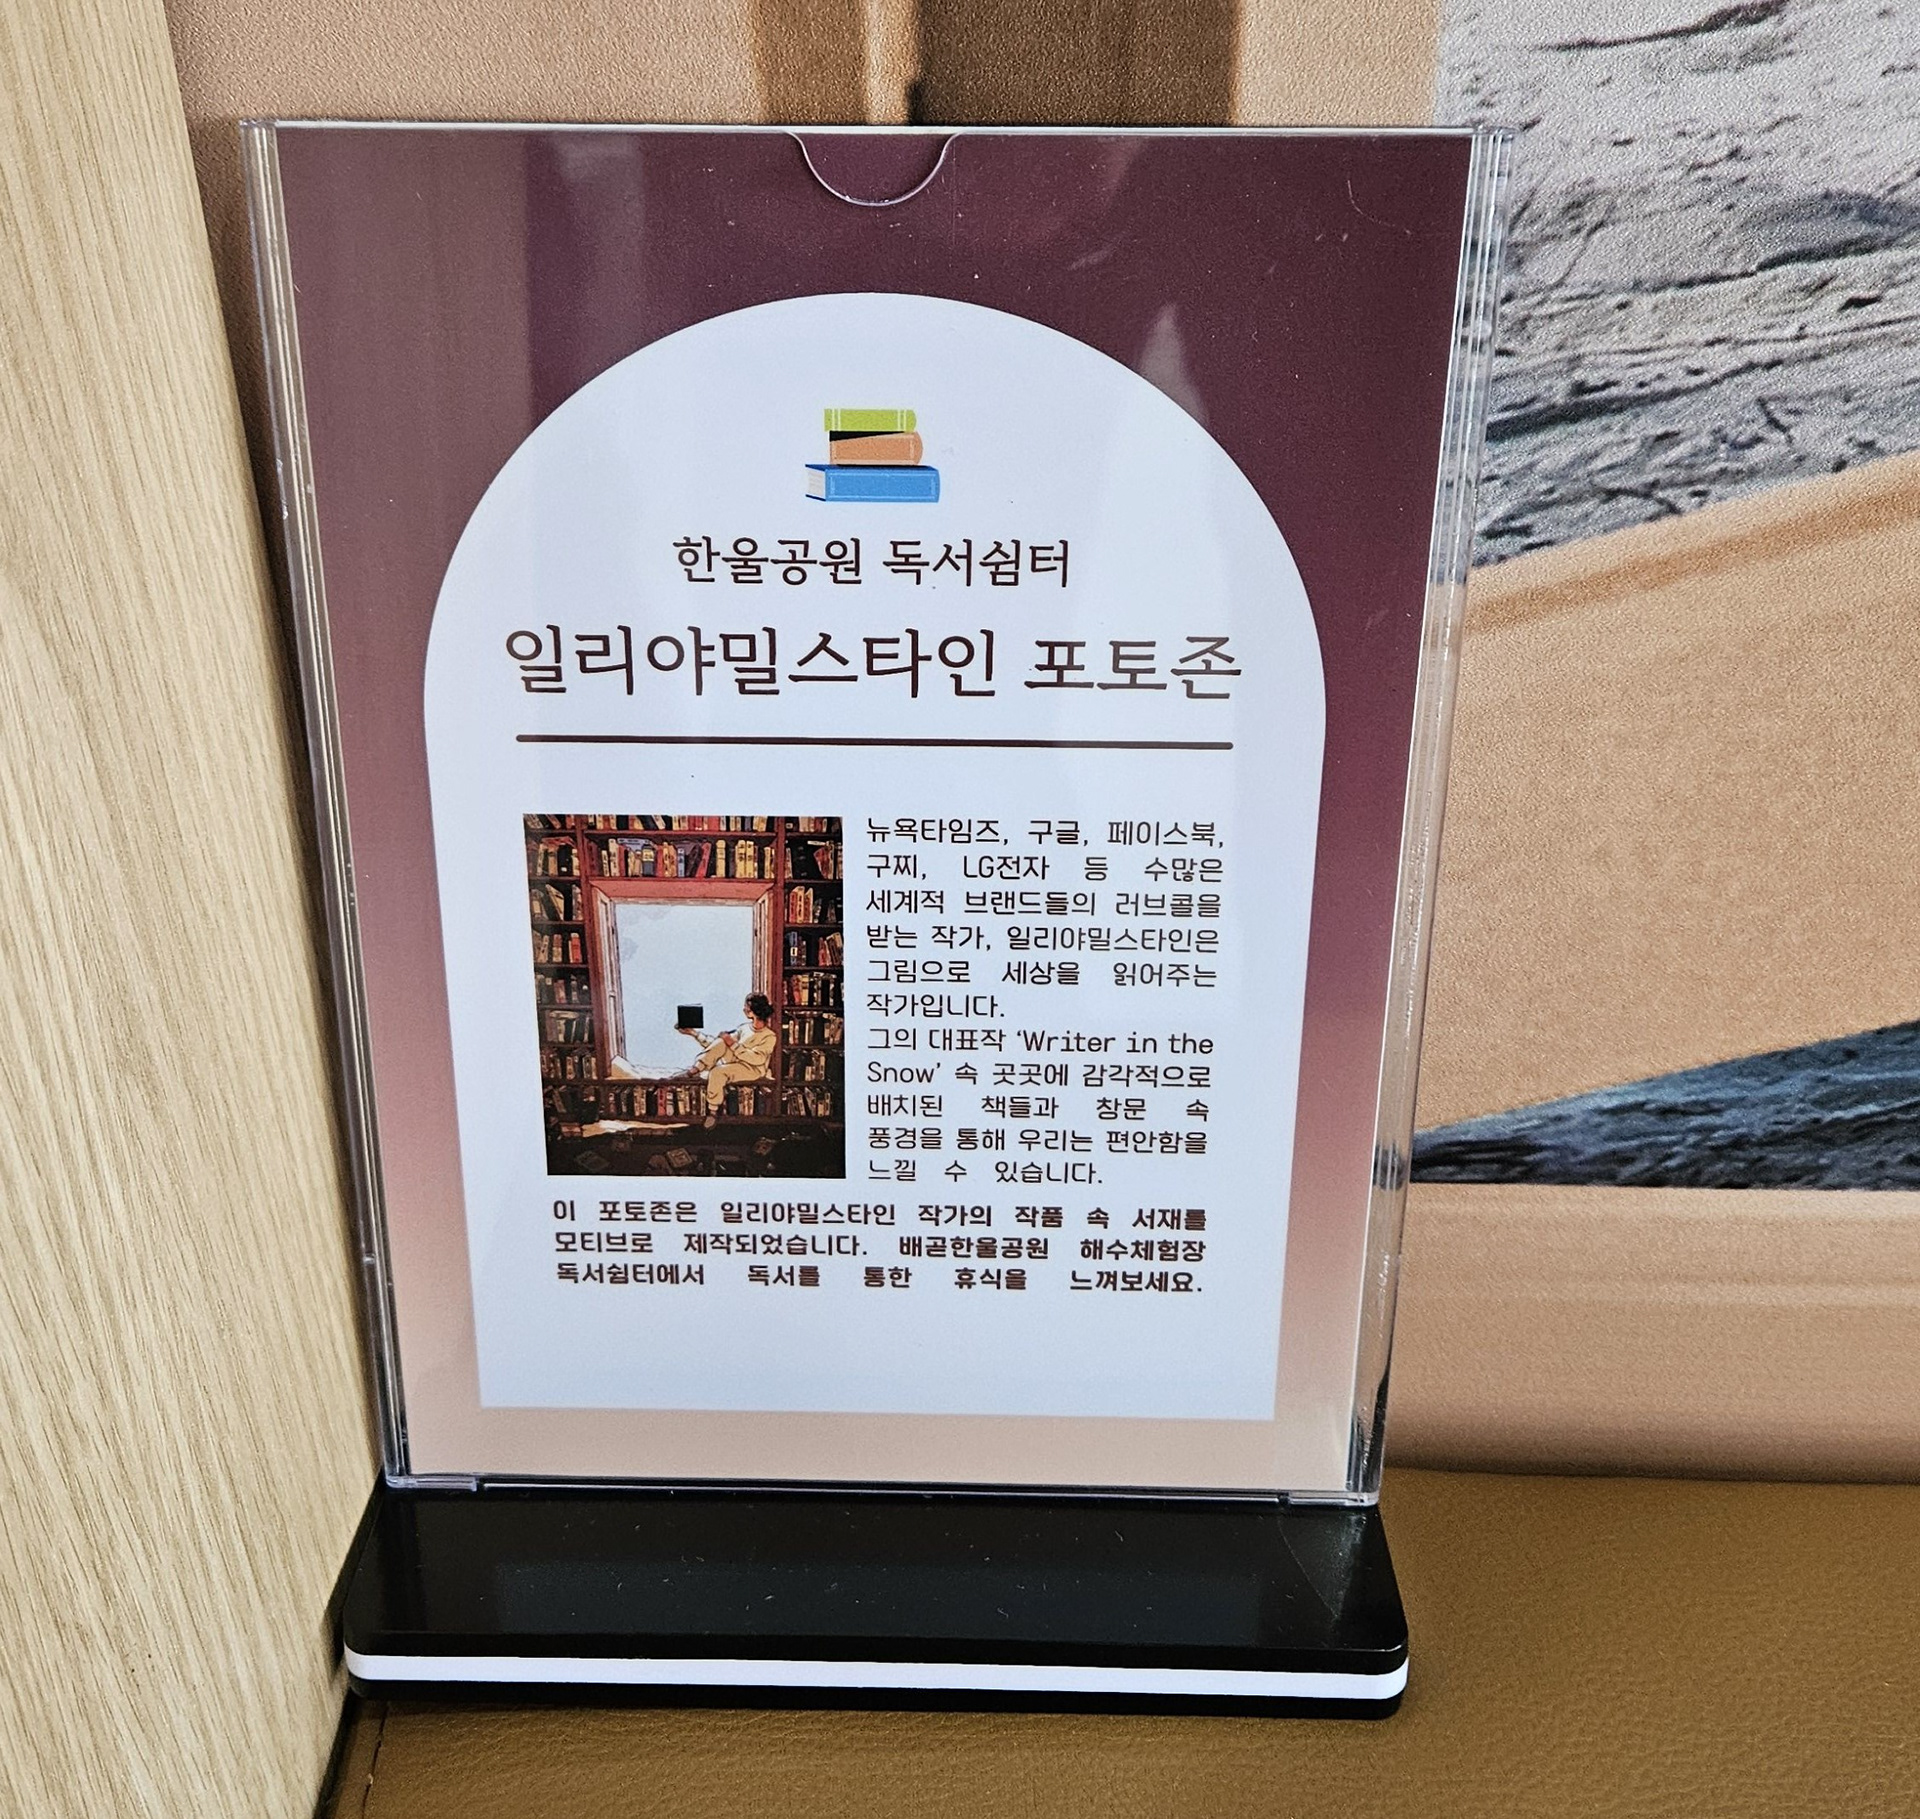 한울공원 독서쉼터
일리야밀스타인 포토존
뉴욕타임즈, 구글, 페이스북,
구찌, LG전자 등 수많은
세계적 브랜드들의 러브콜을
받는 작가, 일리야밀스타인은
그림으로 세상을 읽어주는
작가입니다.
그의 대표작 ‘Writer in the
Snow’ 속 곳곳에 감각적으로
배치된 책들과 창문 속
풍경을 통해 우리는 편안함을
느낄 수 있습니다.
이 포토존은 일리야밀스타인 작가의 작품 속 서재를
모티브로 제작되었습니다. 배곧한울공원 해수체험장
독서쉼터에서 독서를 통한 휴식을 느껴보세요.